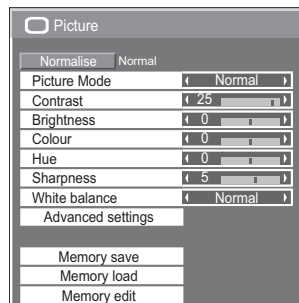 Picture
Normalise Normal
Picture Mode Normal
Contrast 25
Brightness 0
Colour 0
Hue 0
Sharpness 5
White balance Normal
Advanced settings
Memory save
Memory load
Memory edit